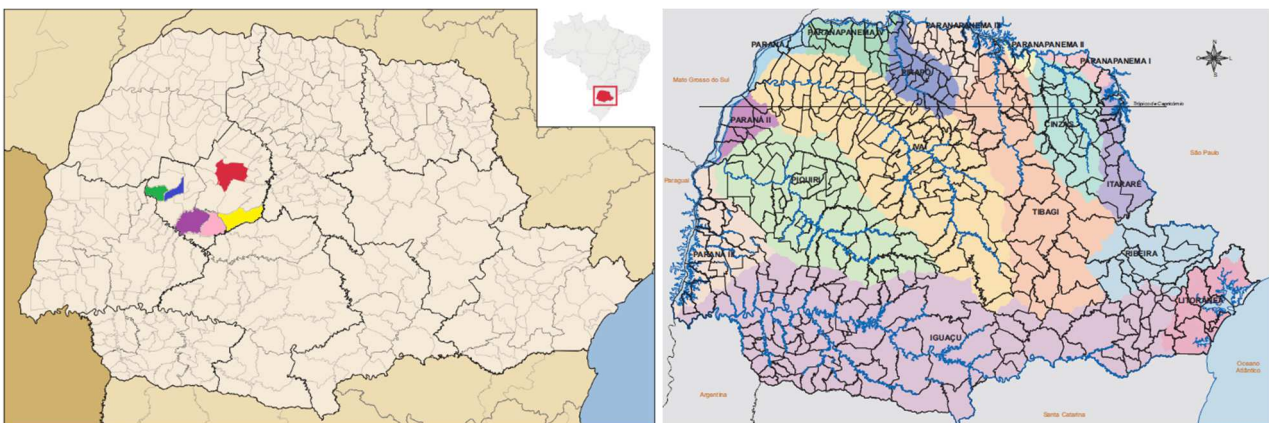 PARANAPANEMA III
PARANÁ I
PARANAPANEMA IV
PARANAPANEMA II
PARANAPANEMA I
Mato Grosso do Sul
PIRAPÓ
Trópico de Capricórnio
PARANÁ II
CINZAS
IVAÍ
São Paulo
Paraguai
PIQUIRI
ITARARÉ
TIBAGI
PARANÁ III
RIBEIRA
LITORÂNEA
IGUAÇU
Oceano
Atlântico
Argentina
Santa Catarina